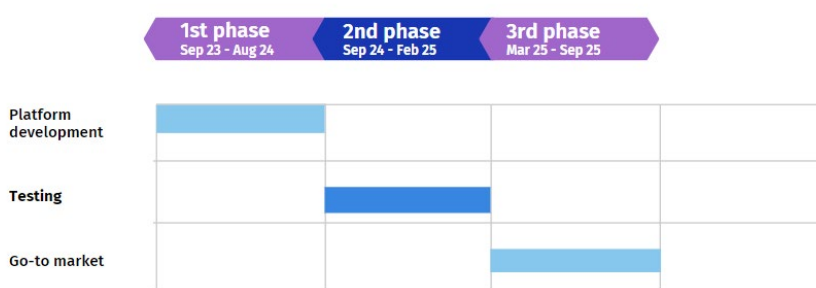 1st phase
Sep 23 - Aug 24
2nd phase
Sep 24 - Feb 25
3rd phase
Mar 25 - Sep 25
Platform
development
Testing
Go-to market